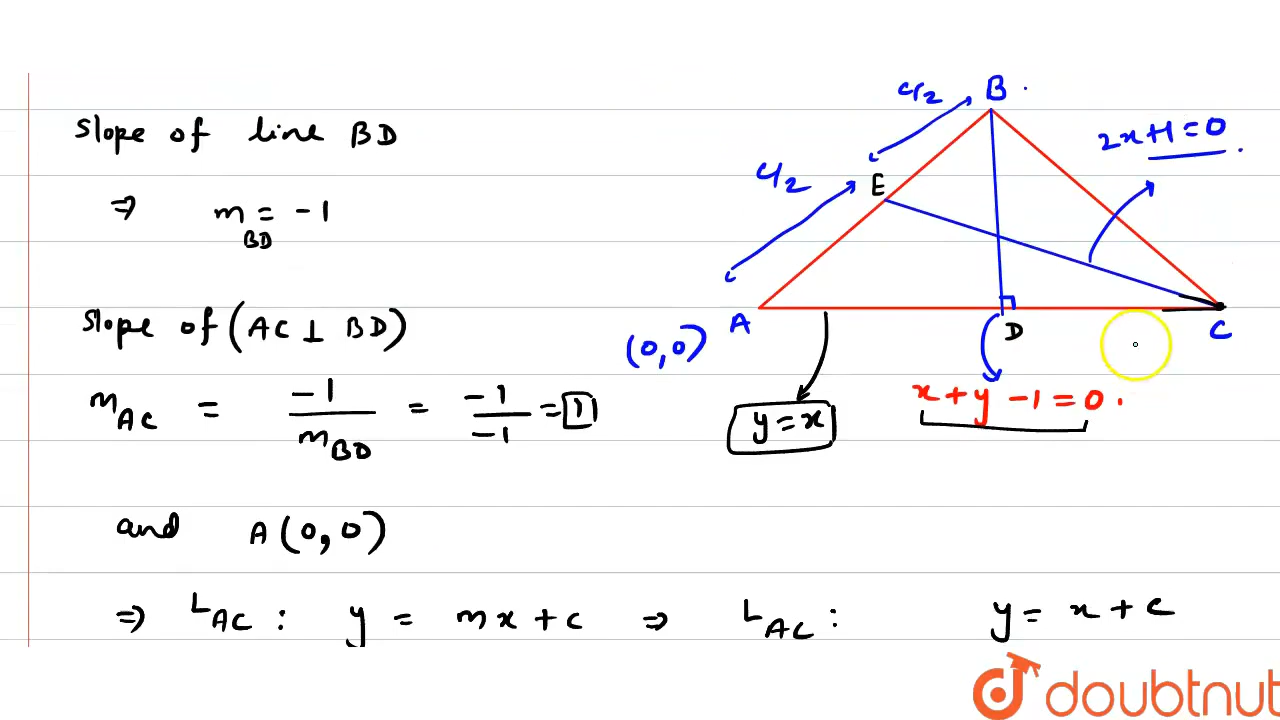 Slope of line BD
⇒ m_BD = -1
Slope of (AC ⊥ BD)
m_AC = -1/m_BD = -1/-1 = 1
and A(0,0)
⇒ L_AC : y = mx + c ⇒ L_AC : y = x + c
c/2
B
2x+1=0.
c/2
E
A
D
C
(0,0)
x+y-1=0.
y=x
doubtnut